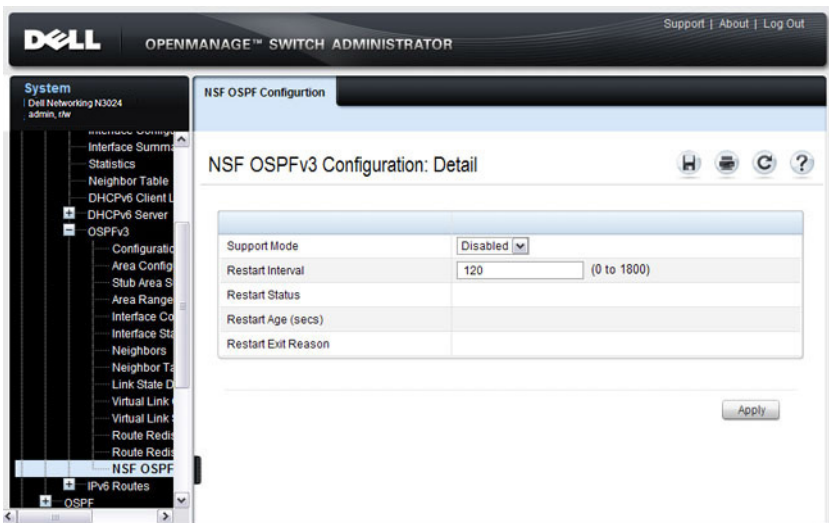 Support | About | Log Out
DELL OPENMANAGE™ SWITCH ADMINISTRATOR
System
Dell Networking N3024
admin, r/w
NSF OSPF Configurtion
Interface Summa
Statistics
Neighbor Table
DHCPv6 Client L
DHCPv6 Server
OSPFv3
Configuratio
Area Config
Stub Area S
Area Range
Interface Co
Interface Sta
Neighbors
Neighbor Ta
Link State D
Virtual Link
Virtual Link
Route Redis
Route Redis
NSF OSPF
IPv6 Routes
OSPF
NSF OSPFv3 Configuration: Detail
Support Mode Disabled
Restart Interval 120 (0 to 1800)
Restart Status
Restart Age (secs)
Restart Exit Reason
Apply